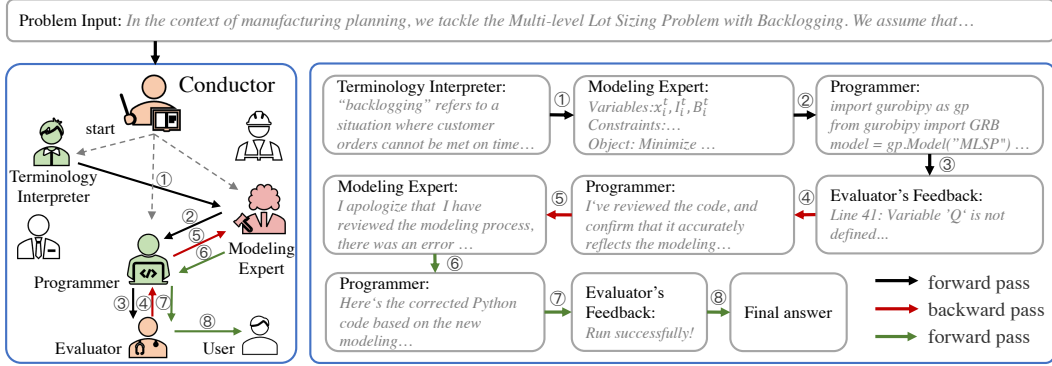 Problem Input: In the context of manufacturing planning, we tackle the Multi-level Lot Sizing Problem with Backlogging. We assume that…
Conductor
start
Terminology
Interpreter
①
②
⑤
⑥
Modeling
Expert
Programmer
③
④
⑦
⑧
Evaluator
User
Terminology Interpreter:
“backlogging” refers to a
situation where customer
orders cannot be met on time…
①
Modeling Expert:
Variables:x_i^t, I_i^t, B_i^t
Constraints:…
Object: Minimize …
②
Programmer:
import gurobipy as gp
from gurobipy import GRB
model = gp.Model("MLSP") …
③
Modeling Expert:
I apologize that I have
reviewed the modeling process,
there was an error …
⑤
Programmer:
I‘ve reviewed the code, and
confirm that it accurately
reflects the modeling…
④
Evaluator’s Feedback:
Line 41: Variable ’Q‘ is not
defined…
⑥
Programmer:
Here‘s the corrected Python
code based on the new
modeling…
⑦
Evaluator’s
Feedback:
Run successfully!
⑧
Final answer
forward pass
backward pass
forward pass